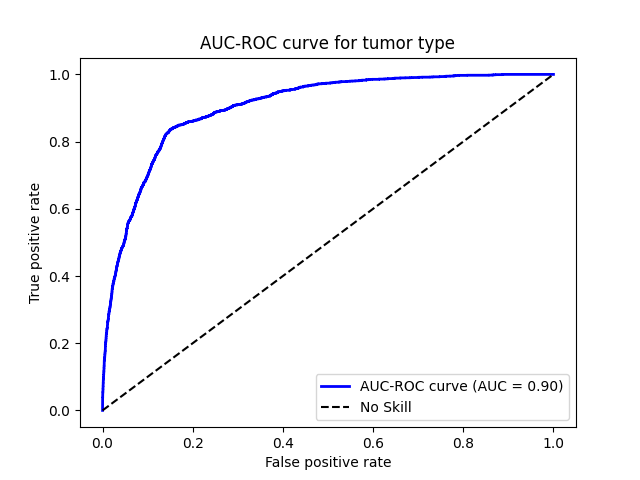 AUC-ROC curve for tumor type
True positive rate
1.0
0.8
0.6
0.4
0.2
0.0
0.0 0.2 0.4 0.6 0.8 1.0
False positive rate
AUC-ROC curve (AUC = 0.90)
No Skill